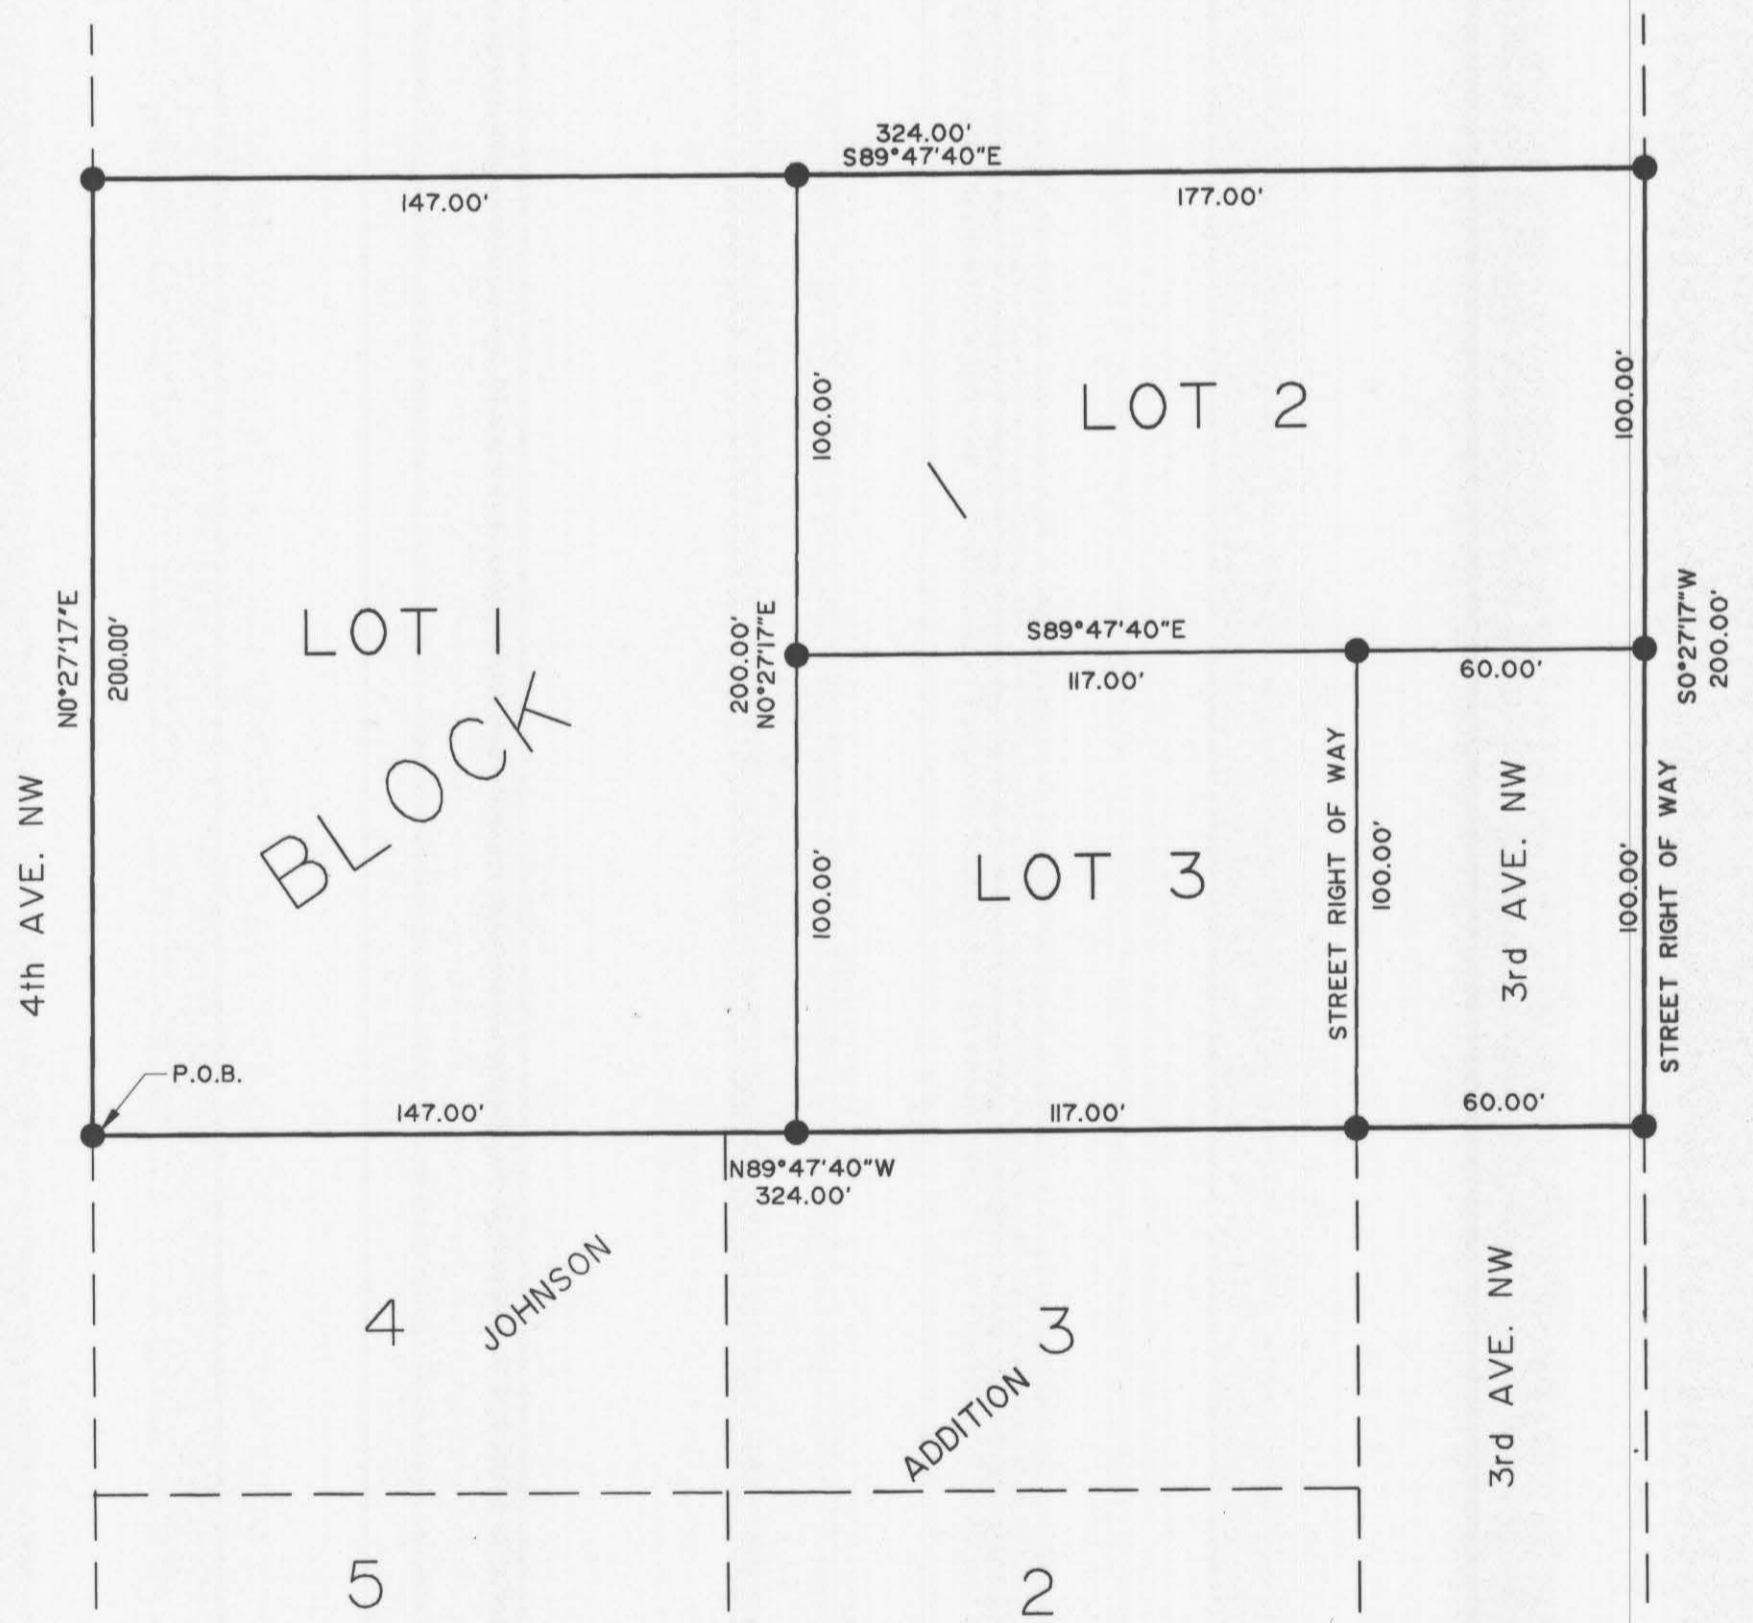 324.00'
S89°47'40"E
147.00'
177.00'
100.00'
100.00'
LOT 2
N0°27'17"E
200.00'
LOT 1
BLOCK 1
200.00'
N0°27'17"E
S89°47'40"E
117.00'
60.00'
S0°27'17"W
200.00'
4th AVE. NW
100.00'
LOT 3
STREET RIGHT OF WAY
100.00'
3rd AVE. NW
100.00'
STREET RIGHT OF WAY
P.O.B.
147.00'
117.00'
60.00'
N89°47'40"W
324.00'
4
JOHNSON ADDITION
3
3rd AVE. NW
5
2